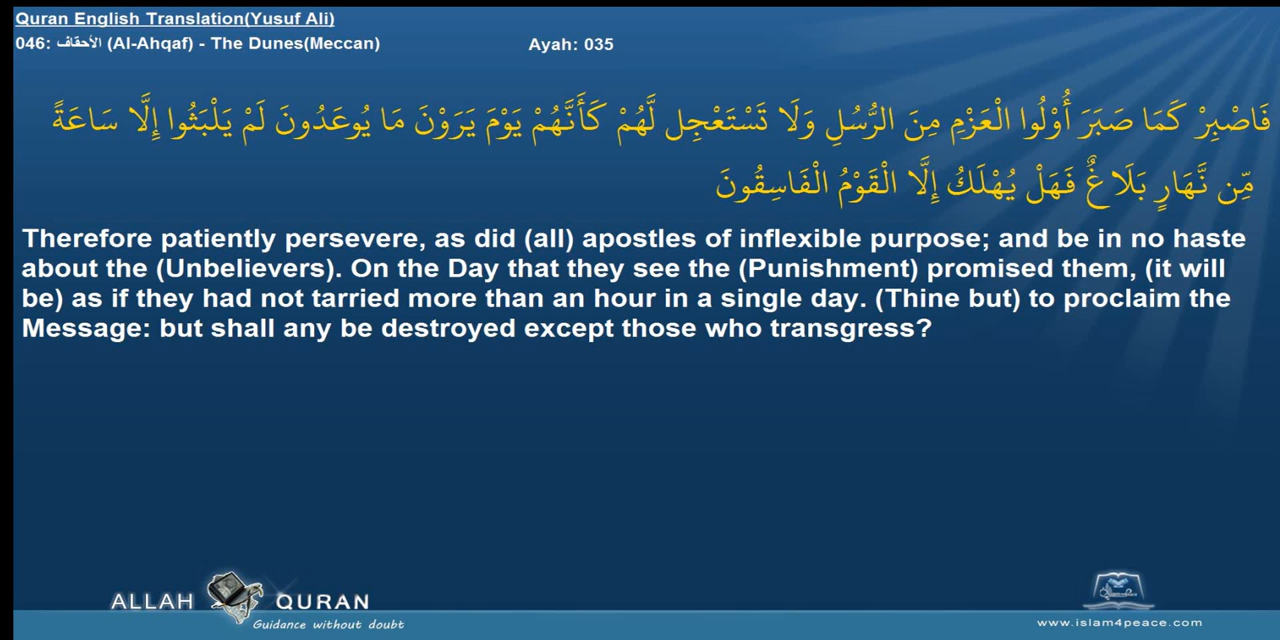 Quran English Translation(Yusuf Ali)
046: الأحقاف (Al-Ahqaf) - The Dunes(Meccan) Ayah: 035
فَاصْبِرْ كَمَا صَبَرَ أُوْلُوا الْعَزْمِ مِنَ الرُّسُلِ وَلَا تَسْتَعْجِل لَّهُمْ كَأَنَّهُمْ يَوْمَ يَرَوْنَ مَا يُوعَدُونَ لَمْ يَلْبَثُوا إِلَّا سَاعَةً
مِّن نَّهَارٍ بَلَاغٌ فَهَلْ يُهْلَكُ إِلَّا الْقَوْمُ الْفَاسِقُونَ
Therefore patiently persevere, as did (all) apostles of inflexible purpose; and be in no haste
about the (Unbelievers). On the Day that they see the (Punishment) promised them, (it will
be) as if they had not tarried more than an hour in a single day. (Thine but) to proclaim the
Message: but shall any be destroyed except those who transgress?
ALLAH QURAN
Guidance without doubt
www.islam4peace.com